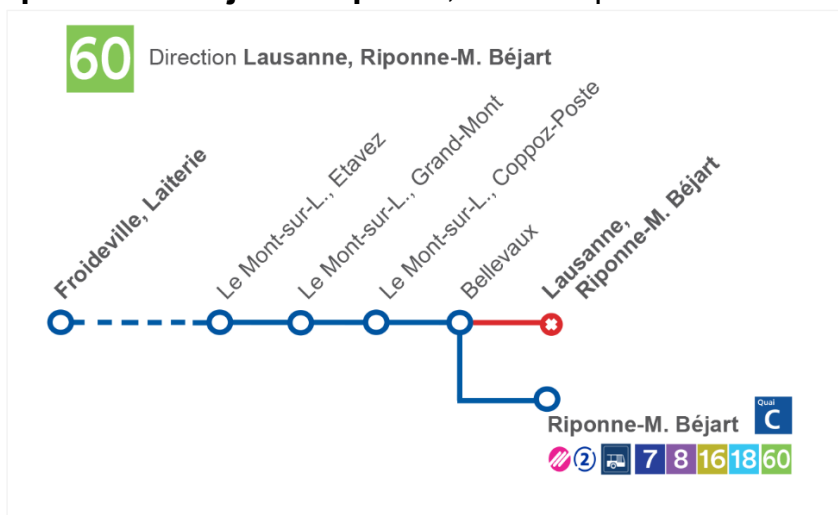 60 Direction Lausanne, Riponne-M. Béjart
Froideville, Laiterie
Le Mont-sur-L., Etavez
Le Mont-sur-L., Grand-Mont
Le Mont-sur-L., Coppoz-Poste
Bellevaux
Lausanne,
Riponne-M. Béjart
Riponne-M. Béjart Quai C
2 7 8 16 18 60